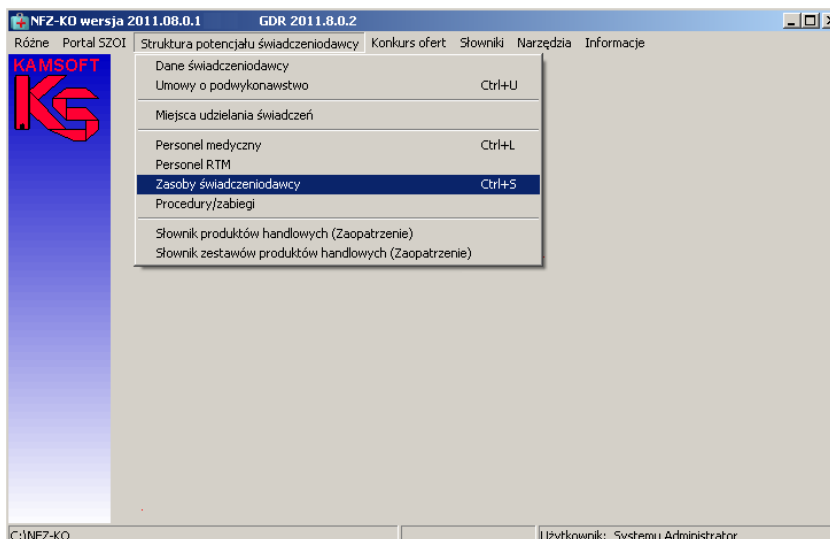 NFZ-KO wersja 2011.08.0.1 GDR 2011.8.0.2
Różne Portal SZOI Struktura potencjału świadczeniodawcy Konkurs ofert Słowniki Narzędzia Informacje
KAMSOFT
KS
Dane świadczeniodawcy
Umowy o podwykonawstwo Ctrl+U
Miejsca udzielania świadczeń
Personel medyczny Ctrl+L
Personel RTM
Zasoby świadczeniodawcy Ctrl+S
Procedury/zabiegi
Słownik produktów handlowych (Zaopatrzenie)
Słownik zestawów produktów handlowych (Zaopatrzenie)
C:\NFZ-KO Użytkownik: Systemu Administrator